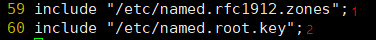 59 include "/etc/named.rfc1912.zones";1
60 include "/etc/named.root.key";2